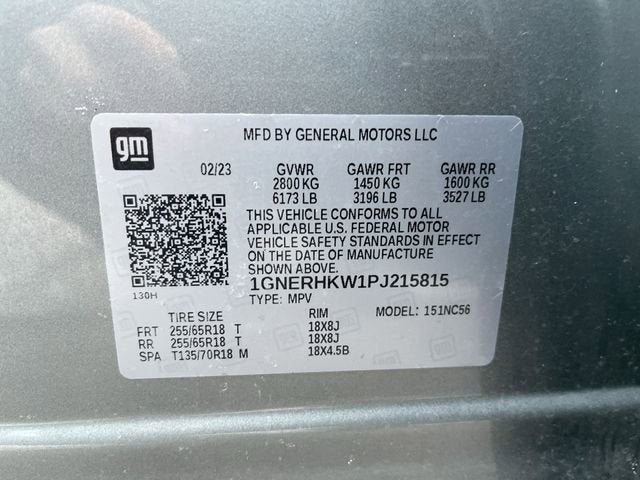 gm
MFD BY GENERAL MOTORS LLC
02/23 GVWR GAWR FRT GAWR RR
2800 KG 1450 KG 1600 KG
6173 LB 3196 LB 3527 LB
THIS VEHICLE CONFORMS TO ALL
APPLICABLE U.S. FEDERAL MOTOR
VEHICLE SAFETY STANDARDS IN EFFECT
ON THE DATE OF MANUFACTURE
SHOWN ABOVE.
1GNERHKW1PJ215815
130H
TYPE: MPV
TIRE SIZE RIM MODEL: 151NC56
FRT 255/65R18 T 18X8J
RR 255/65R18 T 18X8J
SPA T135/70R18 M 18X4.5B